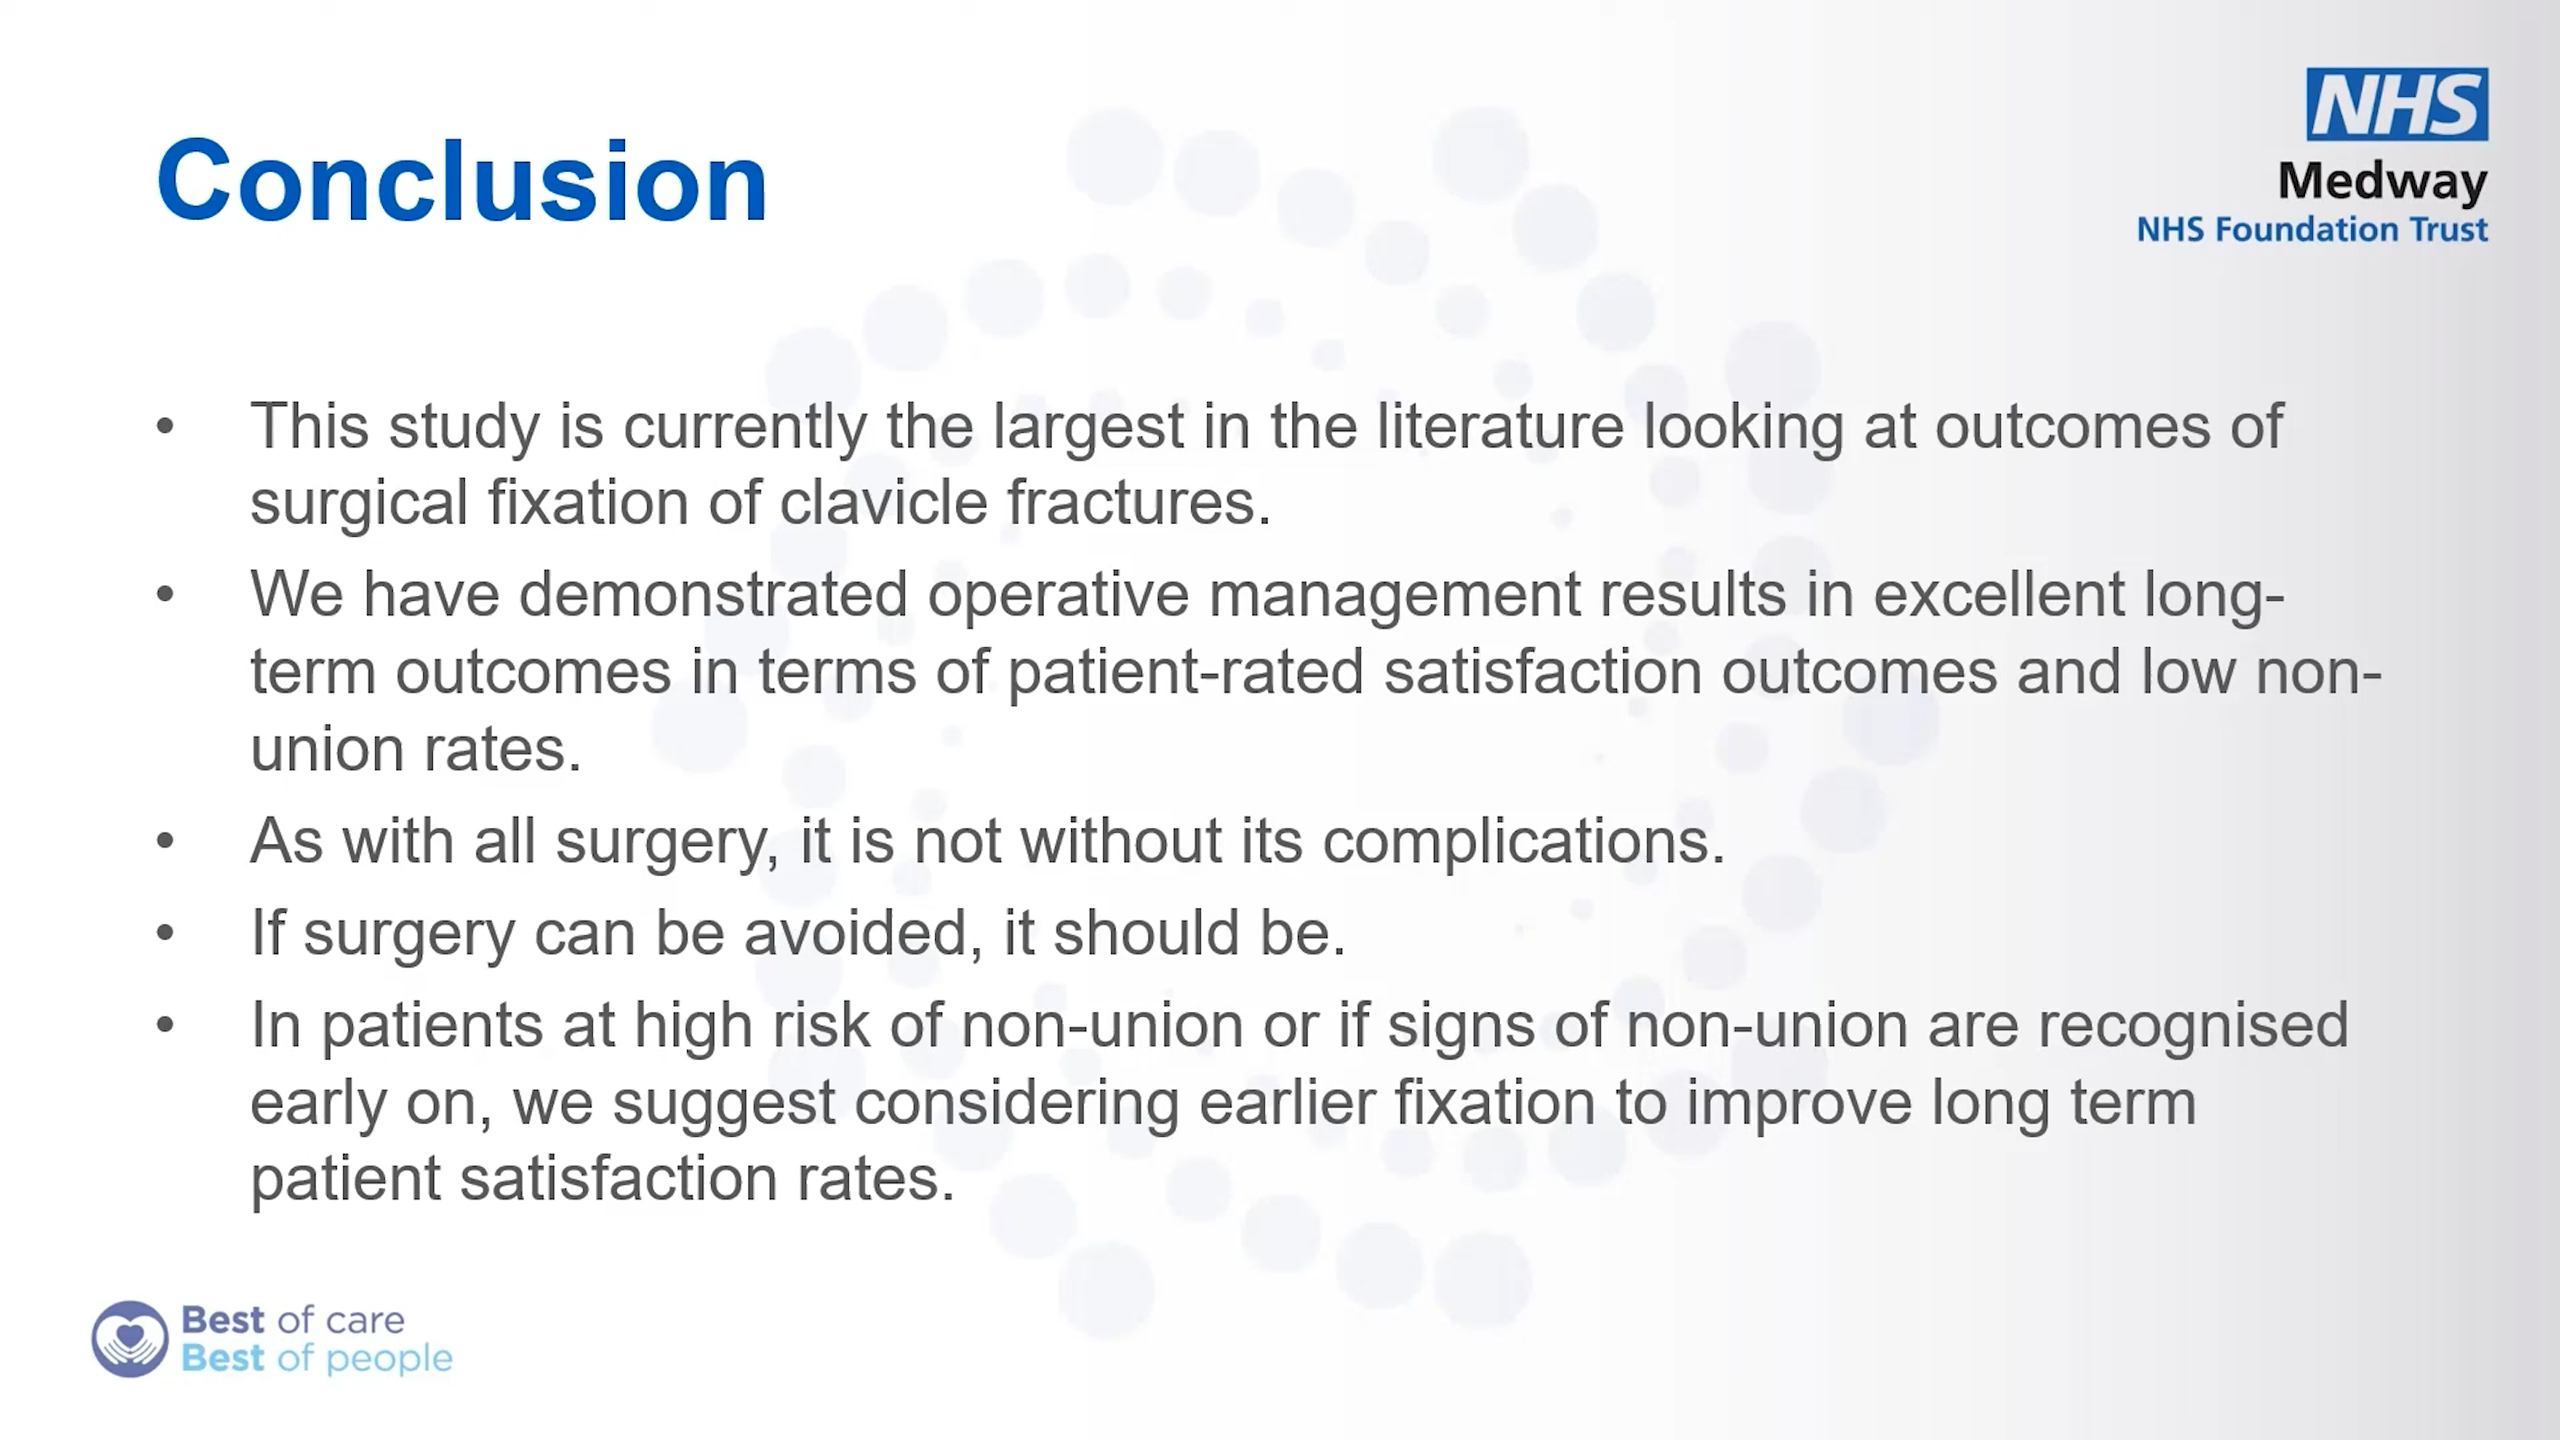 NHS
Medway
NHS Foundation Trust
Conclusion
• This study is currently the largest in the literature looking at outcomes of
surgical fixation of clavicle fractures.
• We have demonstrated operative management results in excellent long-
term outcomes in terms of patient-rated satisfaction outcomes and low non-
union rates.
• As with all surgery, it is not without its complications.
• If surgery can be avoided, it should be.
• In patients at high risk of non-union or if signs of non-union are recognised
early on, we suggest considering earlier fixation to improve long term
patient satisfaction rates.
Best of care
Best of people